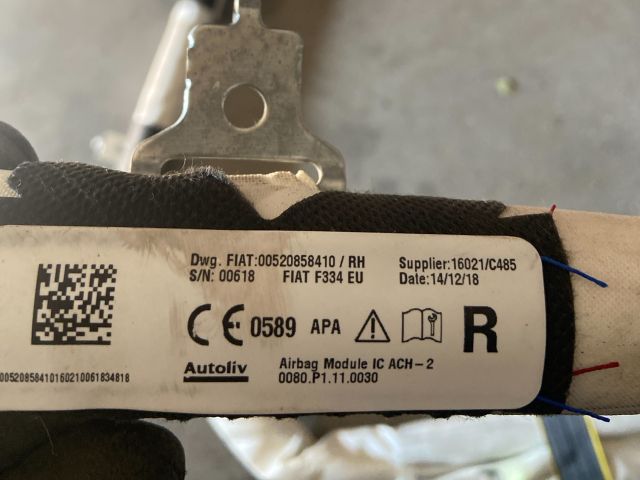 Dwg. FIAT:00520858410 / RH
S/N: 00618 FIAT F334 EU
Supplier:16021/C485
Date:14/12/18
CE 0589 APA R
Autoliv
Airbag Module IC ACH-2
0080.P1.11.0030
00520858410160210061834818